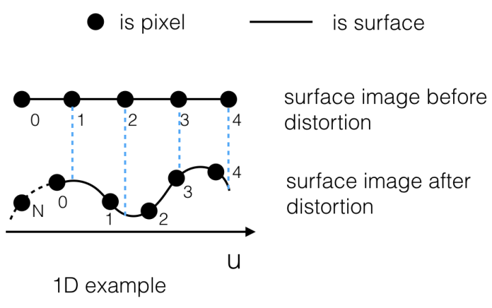 is pixel
is surface
0 1 2 3 4
surface image before
distortion
N 0 1 2 3 4
surface image after
distortion
u
1D example